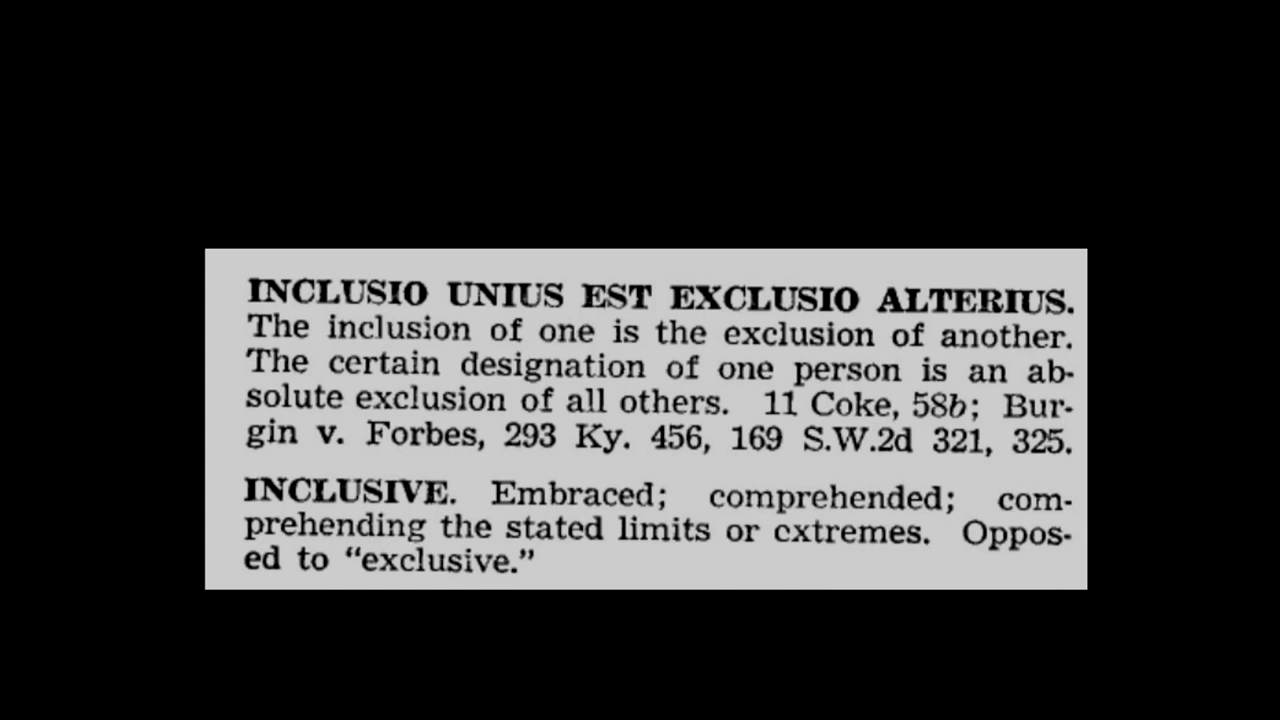 INCLUSIO UNIUS EST EXCLUSIO ALTERIUS.
The inclusion of one is the exclusion of another.
The certain designation of one person is an ab-
solute exclusion of all others. 11 Coke, 58b; Bur-
gin v. Forbes, 293 Ky. 456, 169 S.W.2d 321, 325.
INCLUSIVE. Embraced; comprehended; com-
prehending the stated limits or extremes. Oppos-
ed to “exclusive.”